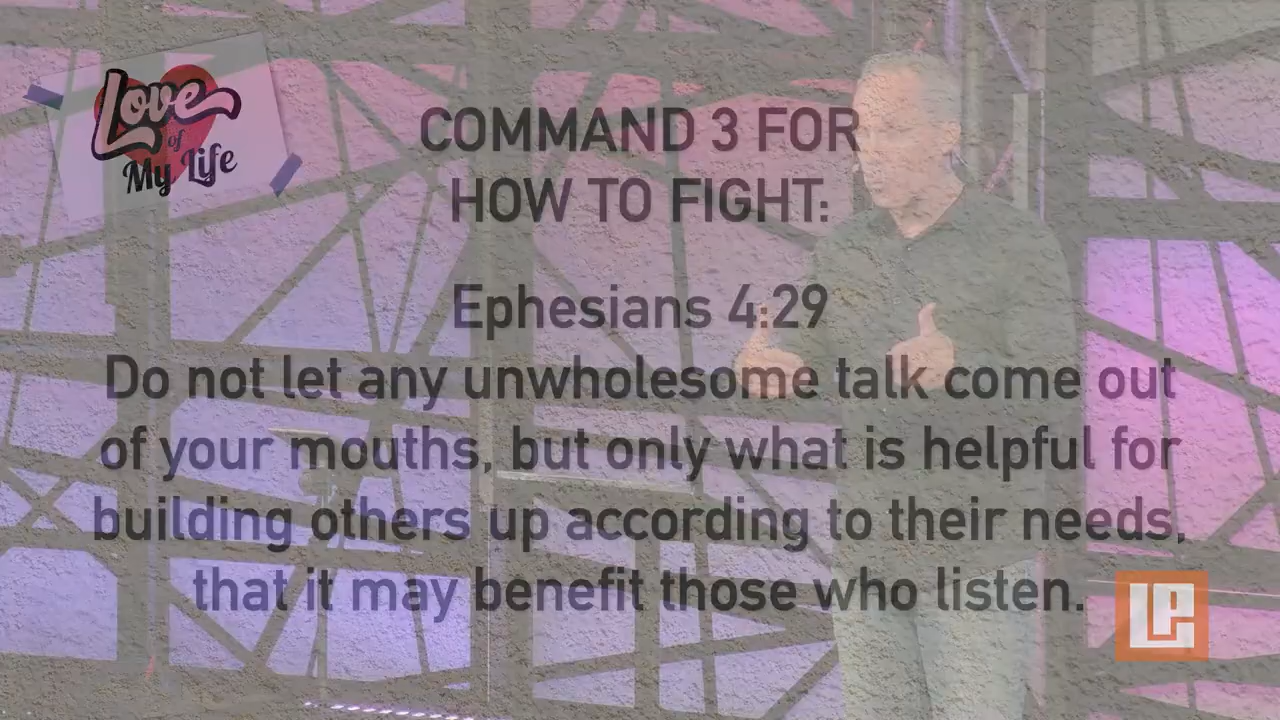 Love
of
My Life
COMMAND 3 FOR
HOW TO FIGHT:
Ephesians 4:29
Do not let any unwholesome talk come out
of your mouths, but only what is helpful for
building others up according to their needs,
that it may benefit those who listen.
LP